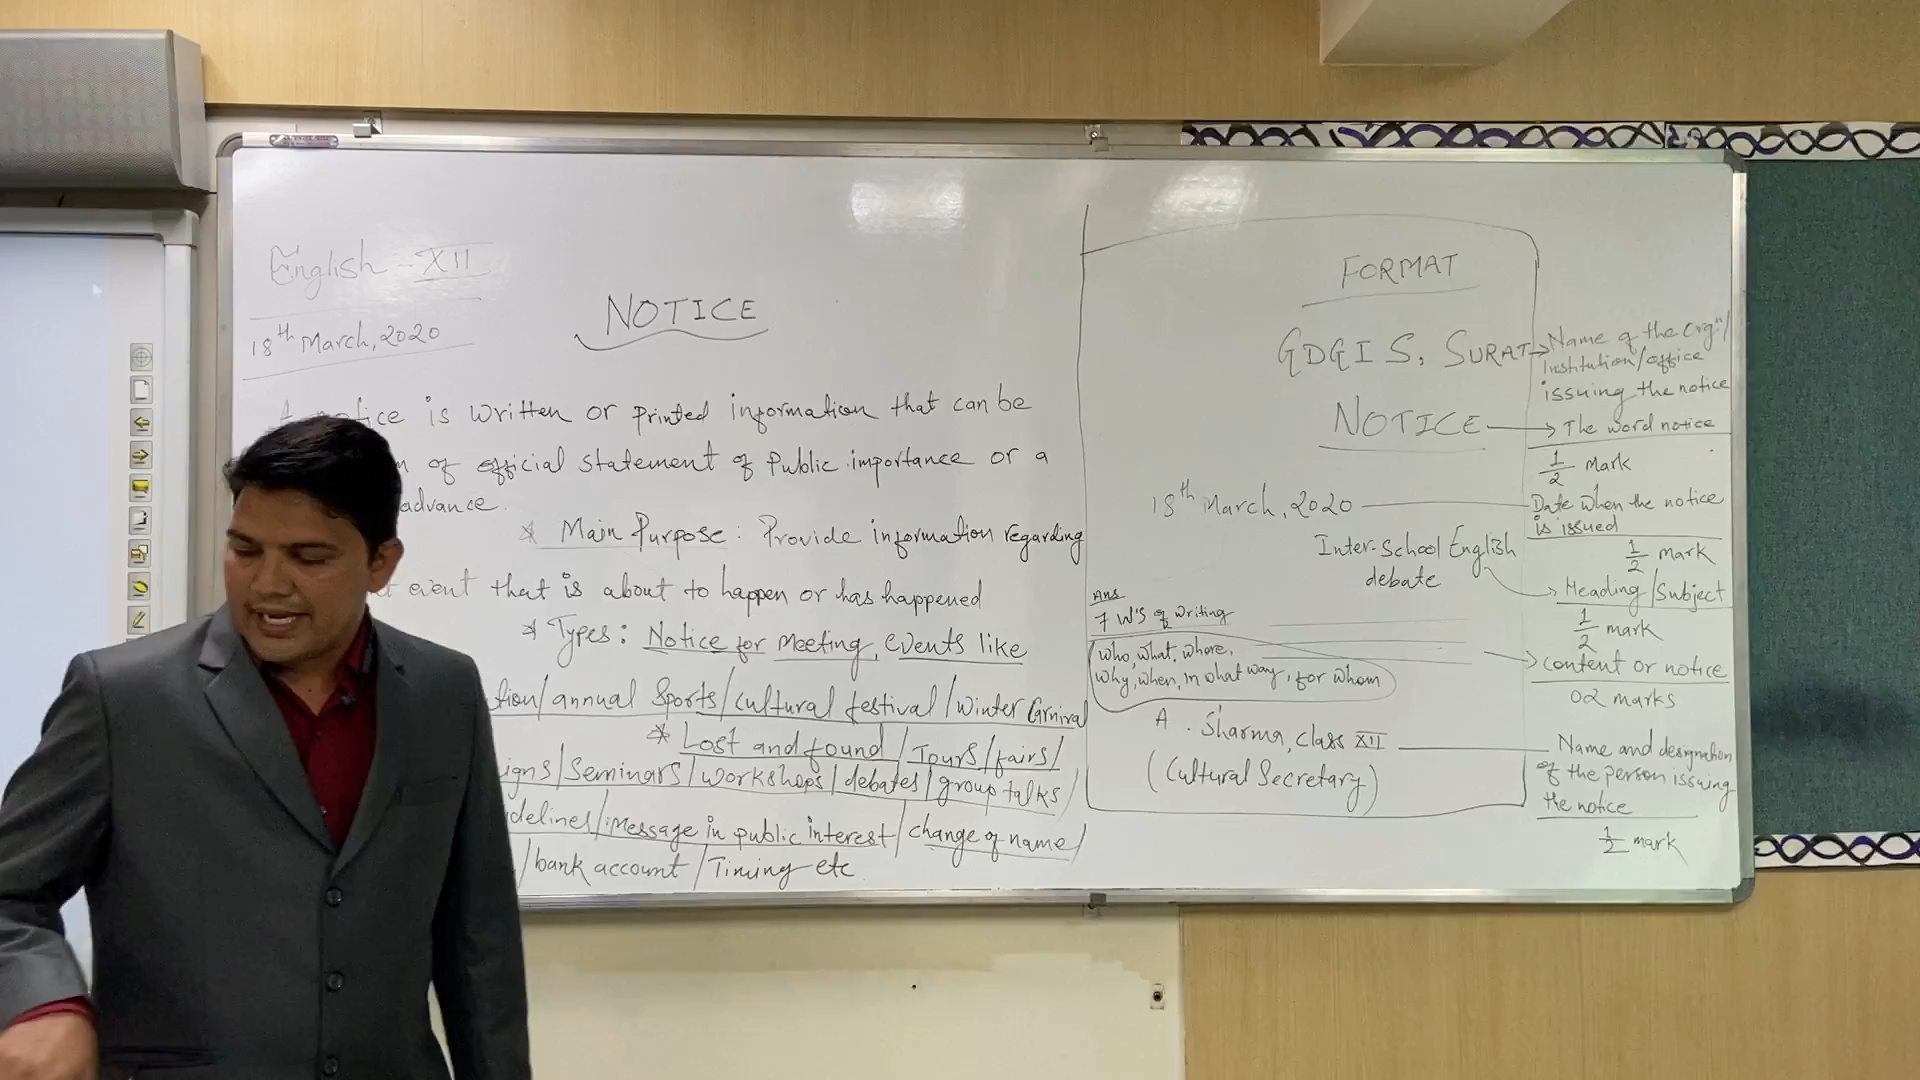 English - XII
18th March, 2020
NOTICE
notice is written or printed information that can be
of official statement of Public importance or a
advance.
* Main Purpose: Provide information regarding
event that is about to happen or has happened
* Types: Notice for Meeting, events like
/annual Sports/cultural festival/winter Carnival
* Lost and found/Tours/fairs/
/Seminars/workshops/debates/group talks/
/Message in public interest/change of name/
/bank account/Timing etc.
FORMAT
GDGIS, SURAT
NOTICE
18th March, 2020
Inter-School English
debate
Ans
7 W'S of writing
Who, what, where,
why, when, in what way, for whom
A. Sharma, class XII
(Cultural Secretary)
Name of the Orgn/
Institution/office
issuing the notice
The word notice
1/2 mark
Date when the notice
is issued
1/2 mark
Heading/Subject
1/2 mark
content or notice
02 marks
Name and designation
of the person issuing
the notice
1/2 mark